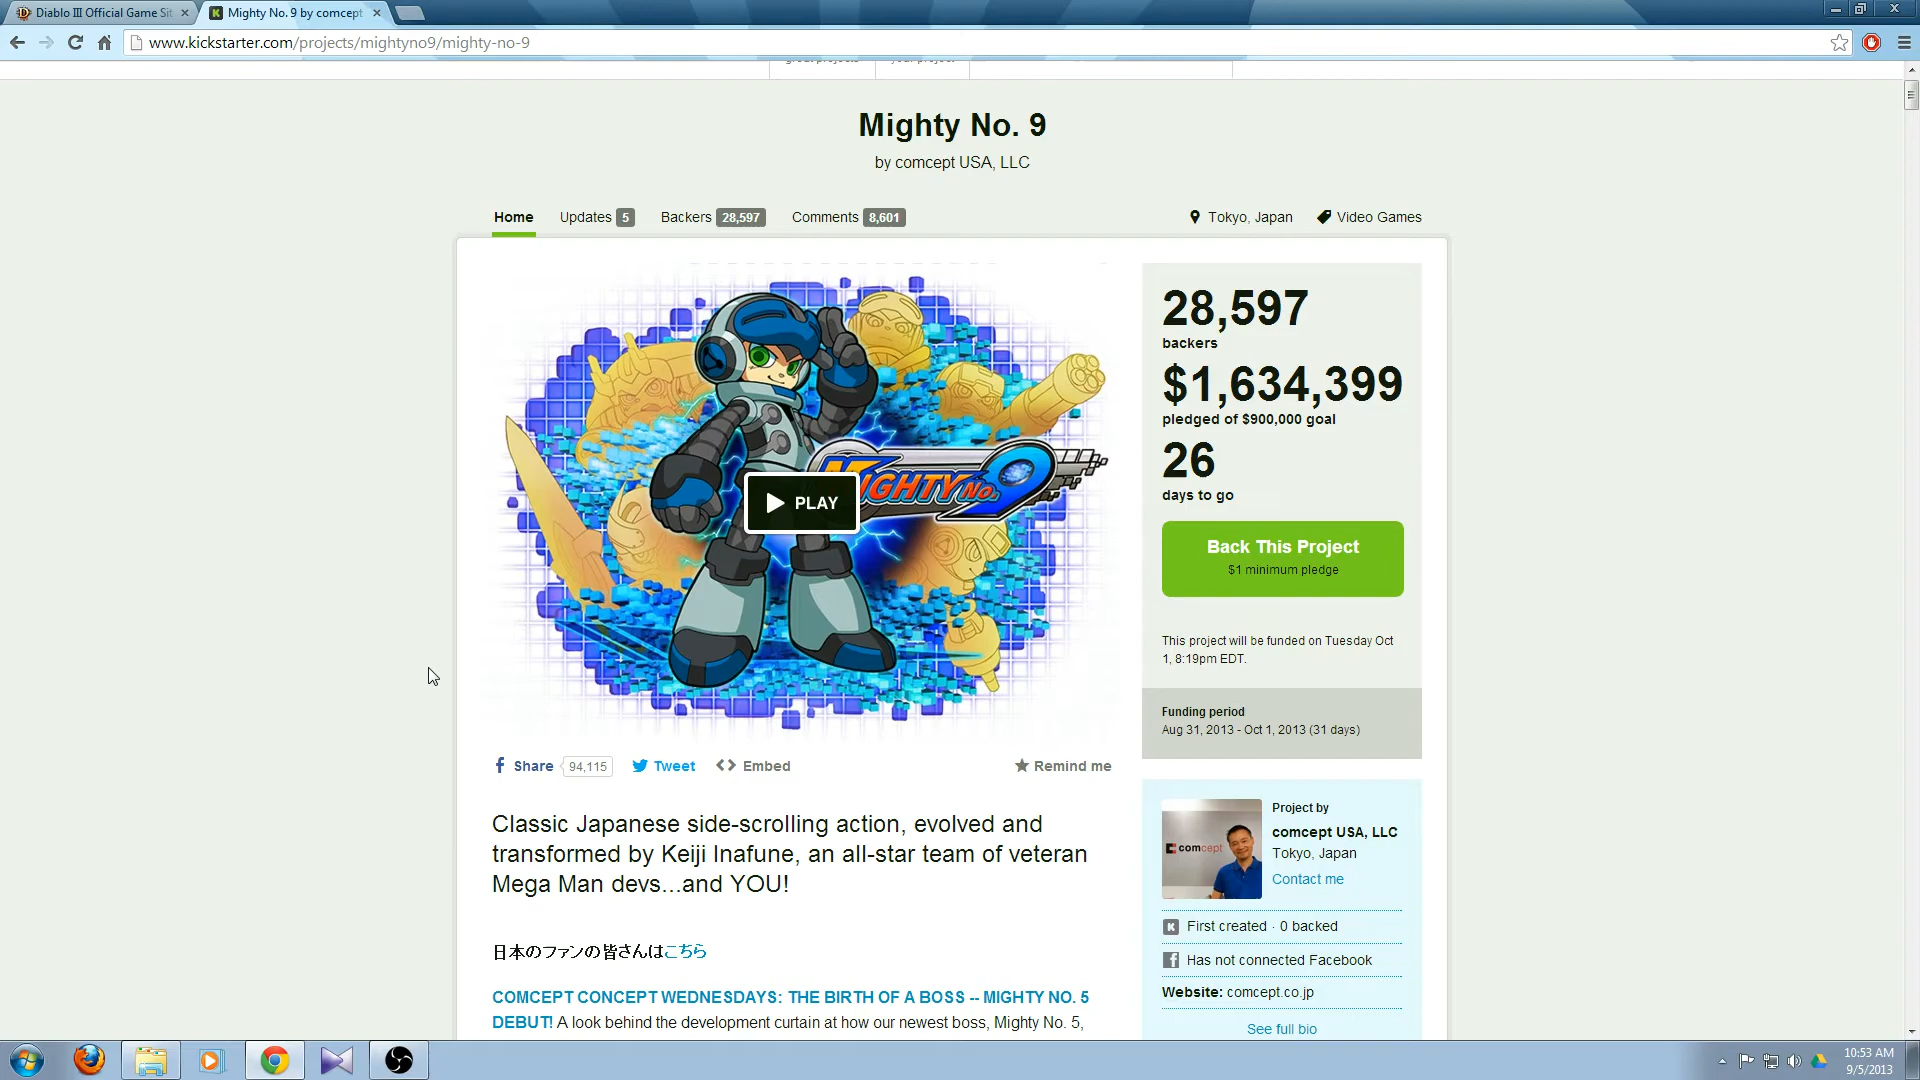 Diablo III Official Game Sit
Mighty No. 9 by comcept
www.kickstarter.com/projects/mightyno9/mighty-no-9
Mighty No. 9
by comcept USA, LLC
Home Updates 5 Backers 28,597 Comments 8,601 Tokyo, Japan Video Games
MIGHTY No. 9
PLAY
28,597
backers
$1,634,399
pledged of $900,000 goal
26
days to go
Back This Project
$1 minimum pledge
This project will be funded on Tuesday Oct
1, 8:19pm EDT.
Funding period
Aug 31, 2013 - Oct 1, 2013 (31 days)
Share 94,115 Tweet Embed Remind me
Classic Japanese side-scrolling action, evolved and
transformed by Keiji Inafune, an all-star team of veteran
Mega Man devs...and YOU!
日本のファンの皆さんはこちら
COMCEPT CONCEPT WEDNESDAYS: THE BIRTH OF A BOSS -- MIGHTY NO. 5
DEBUT! A look behind the development curtain at how our newest boss, Mighty No. 5,
comcept
Project by
comcept USA, LLC
Tokyo, Japan
Contact me
First created · 0 backed
Has not connected Facebook
Website: comcept.co.jp
See full bio
10:53 AM
9/5/2013